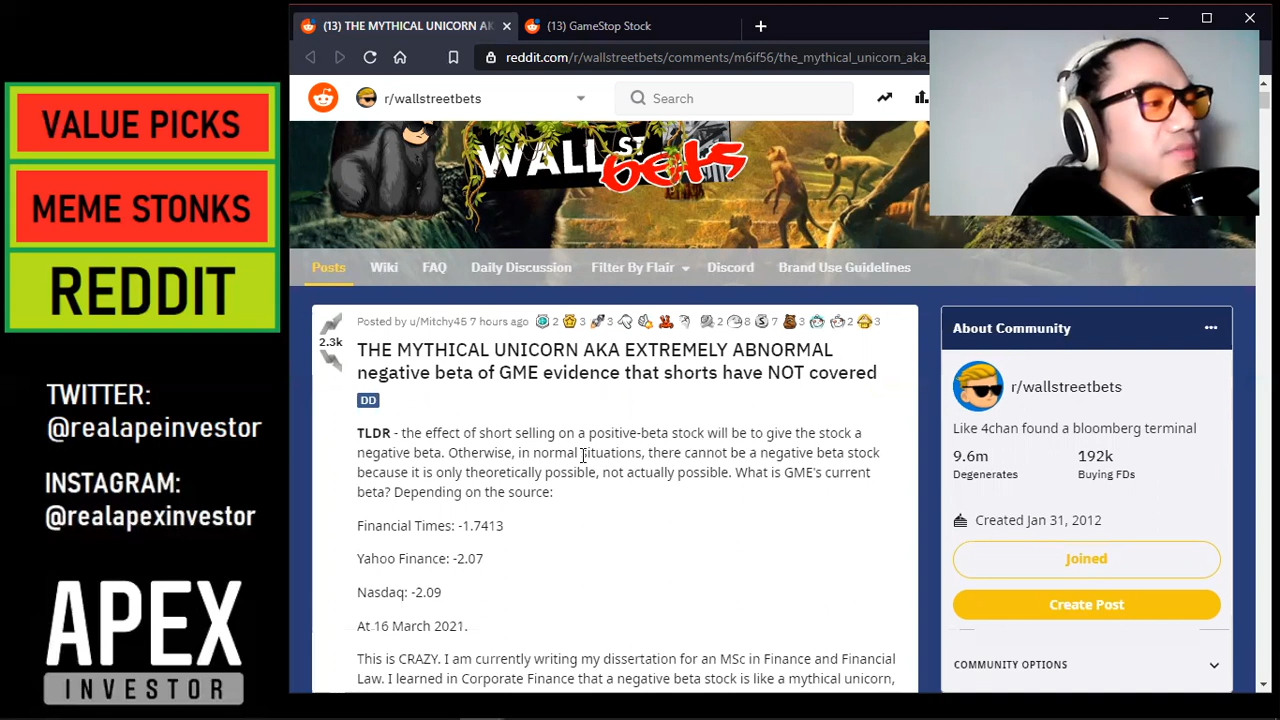 (13) THE MYTHICAL UNICORN AK
(13) GameStop Stock
reddit.com/r/wallstreetbets/comments/m6if56/the_mythical_unicorn_aka_
r/wallstreetbets
Search
WALL ST bets
Posts Wiki FAQ Daily Discussion Filter By Flair Discord Brand Use Guidelines
VALUE PICKS
MEME STONKS
REDDIT
TWITTER:
@realapeinvestor
INSTAGRAM:
@realapexinvestor
APEX
INVESTOR
Posted by u/Mitchy45 7 hours ago 2 3 3 2 8 7 3 2 3
2.3k
THE MYTHICAL UNICORN AKA EXTREMELY ABNORMAL
negative beta of GME evidence that shorts have NOT covered
DD
TLDR - the effect of short selling on a positive-beta stock will be to give the stock a
negative beta. Otherwise, in normal situations, there cannot be a negative beta stock
because it is only theoretically possible, not actually possible. What is GME's current
beta? Depending on the source:
Financial Times: -1.7413
Yahoo Finance: -2.07
Nasdaq: -2.09
At 16 March 2021.
This is CRAZY. I am currently writing my dissertation for an MSc in Finance and Financial
Law. I learned in Corporate Finance that a negative beta stock is like a mythical unicorn,
About Community
r/wallstreetbets
Like 4chan found a bloomberg terminal
9.6m 192k
Degenerates Buying FDs
Created Jan 31, 2012
Joined
Create Post
COMMUNITY OPTIONS